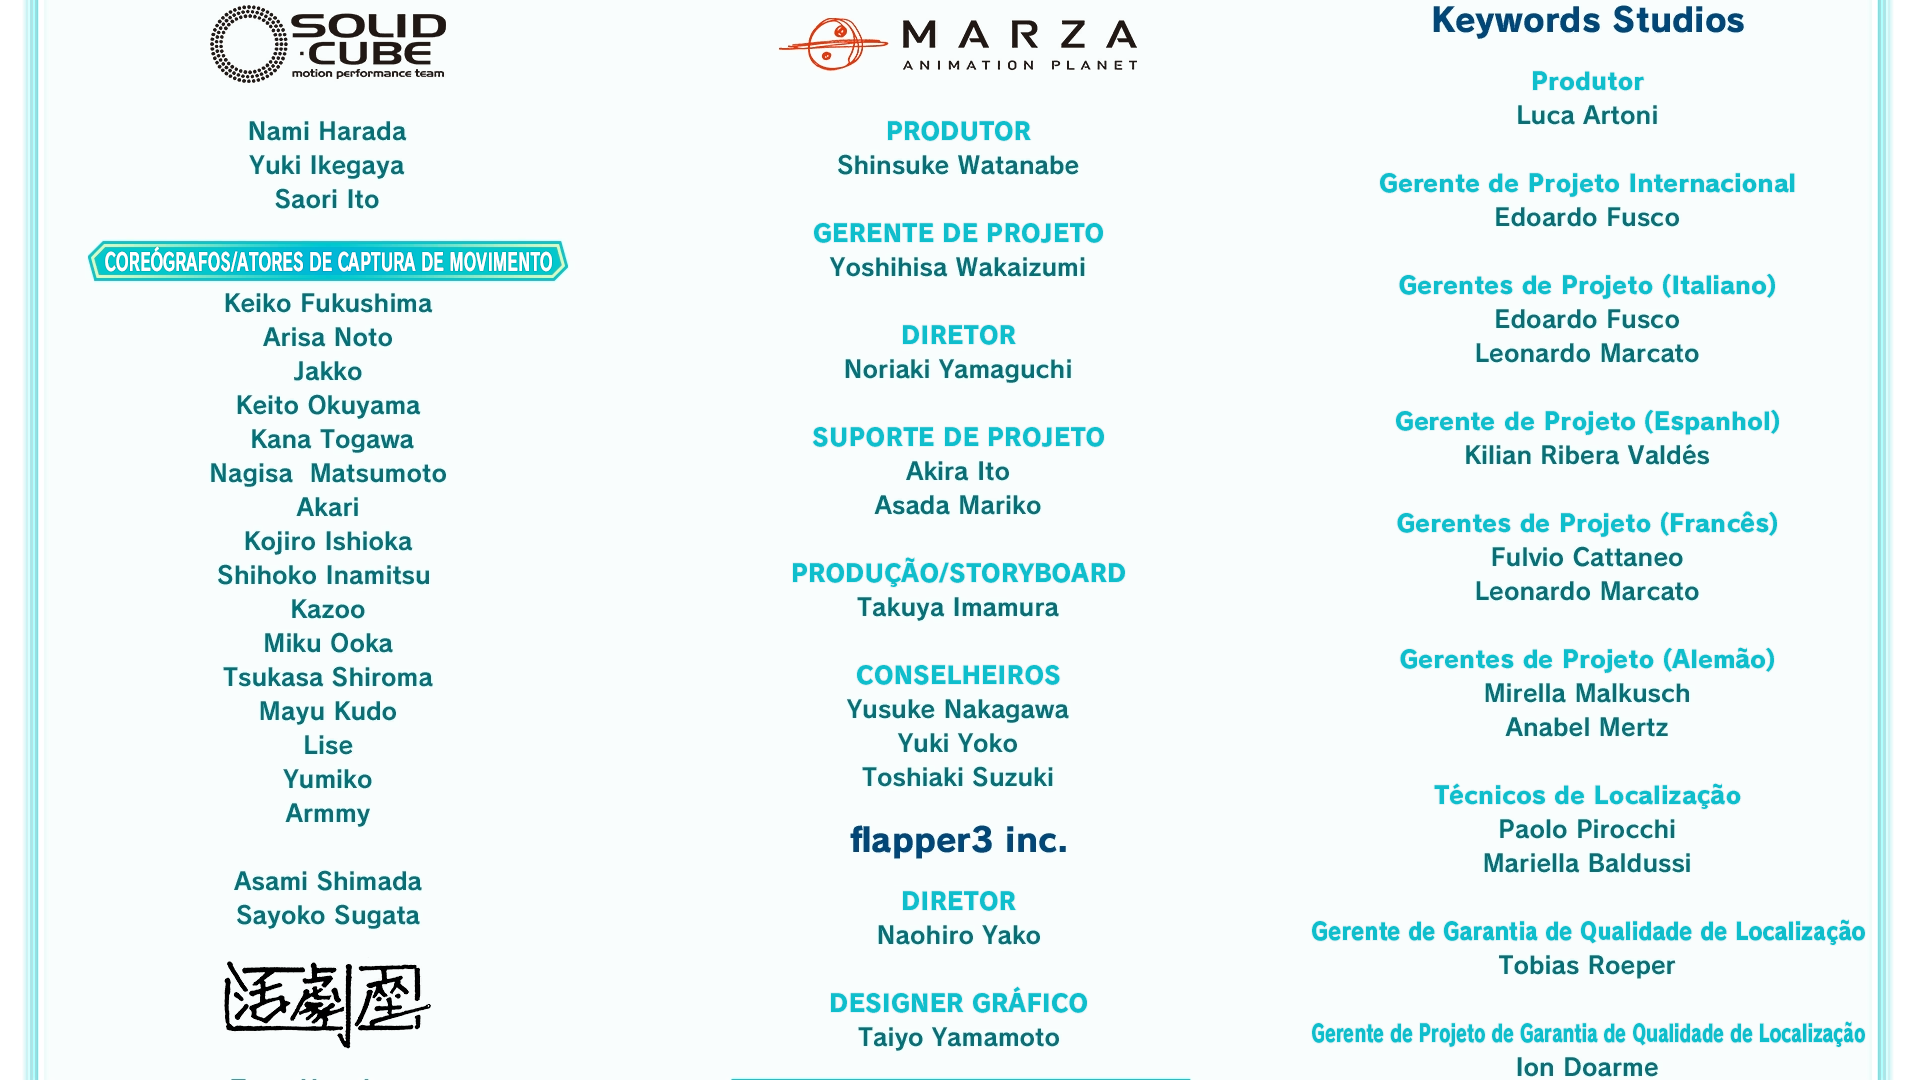 SOLID
·CUBE
motion performance team
Nami Harada
Yuki Ikegaya
Saori Ito
COREÓGRAFOS/ATORES DE CAPTURA DE MOVIMENTO
Keiko Fukushima
Arisa Noto
Jakko
Keito Okuyama
Kana Togawa
Nagisa  Matsumoto
Akari
Kojiro Ishioka
Shihoko Inamitsu
Kazoo
Miku Ooka
Tsukasa Shiroma
Mayu Kudo
Lise
Yumiko
Armmy
Asami Shimada
Sayoko Sugata
活劇座
MARZA
ANIMATION PLANET
PRODUTOR
Shinsuke Watanabe
GERENTE DE PROJETO
Yoshihisa Wakaizumi
DIRETOR
Noriaki Yamaguchi
SUPORTE DE PROJETO
Akira Ito
Asada Mariko
PRODUÇÃO/STORYBOARD
Takuya Imamura
CONSELHEIROS
Yusuke Nakagawa
Yuki Yoko
Toshiaki Suzuki
flapper3 inc.
DIRETOR
Naohiro Yako
DESIGNER GRÁFICO
Taiyo Yamamoto
Keywords Studios
Produtor
Luca Artoni
Gerente de Projeto Internacional
Edoardo Fusco
Gerentes de Projeto (Italiano)
Edoardo Fusco
Leonardo Marcato
Gerente de Projeto (Espanhol)
Kilian Ribera Valdés
Gerentes de Projeto (Francês)
Fulvio Cattaneo
Leonardo Marcato
Gerentes de Projeto (Alemão)
Mirella Malkusch
Anabel Mertz
Técnicos de Localização
Paolo Pirocchi
Mariella Baldussi
Gerente de Garantia de Qualidade de Localização
Tobias Roeper
Gerente de Projeto de Garantia de Qualidade de Localização
Ion Doarme